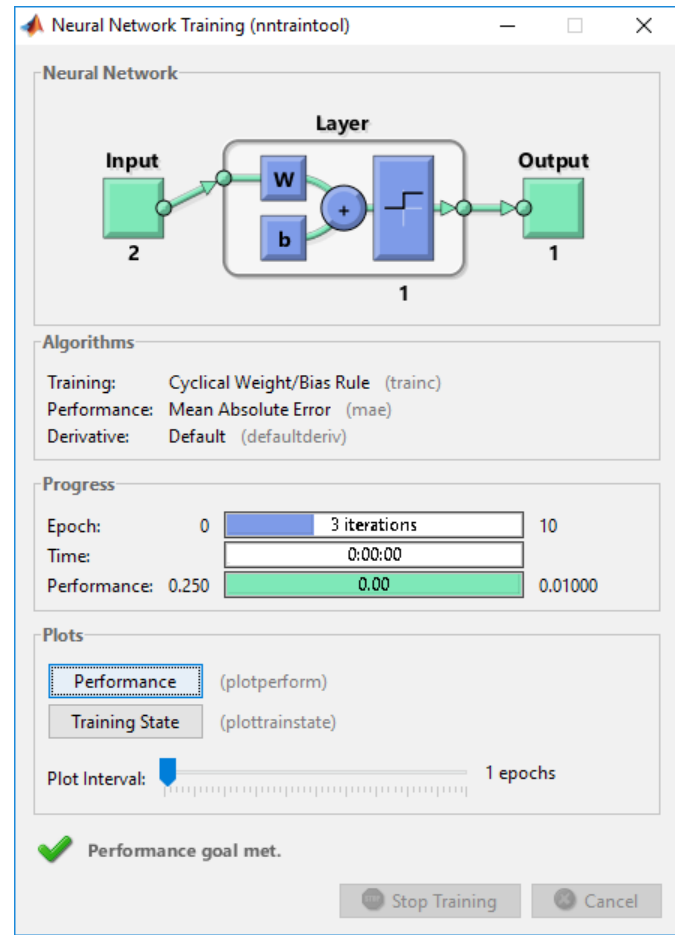 Neural Network Training (nntraintool)
Neural Network
Layer
Input
Output
W
+
b
2
1
1
Algorithms
Training: Cyclical Weight/Bias Rule (trainc)
Performance: Mean Absolute Error (mae)
Derivative: Default (defaultderiv)
Progress
Epoch: 0 3 iterations 10
Time: 0:00:00
Performance: 0.250 0.00 0.01000
Plots
Performance (plotperform)
Training State (plottrainstate)
Plot Interval: 1 epochs
Performance goal met.
STOP Stop Training Cancel